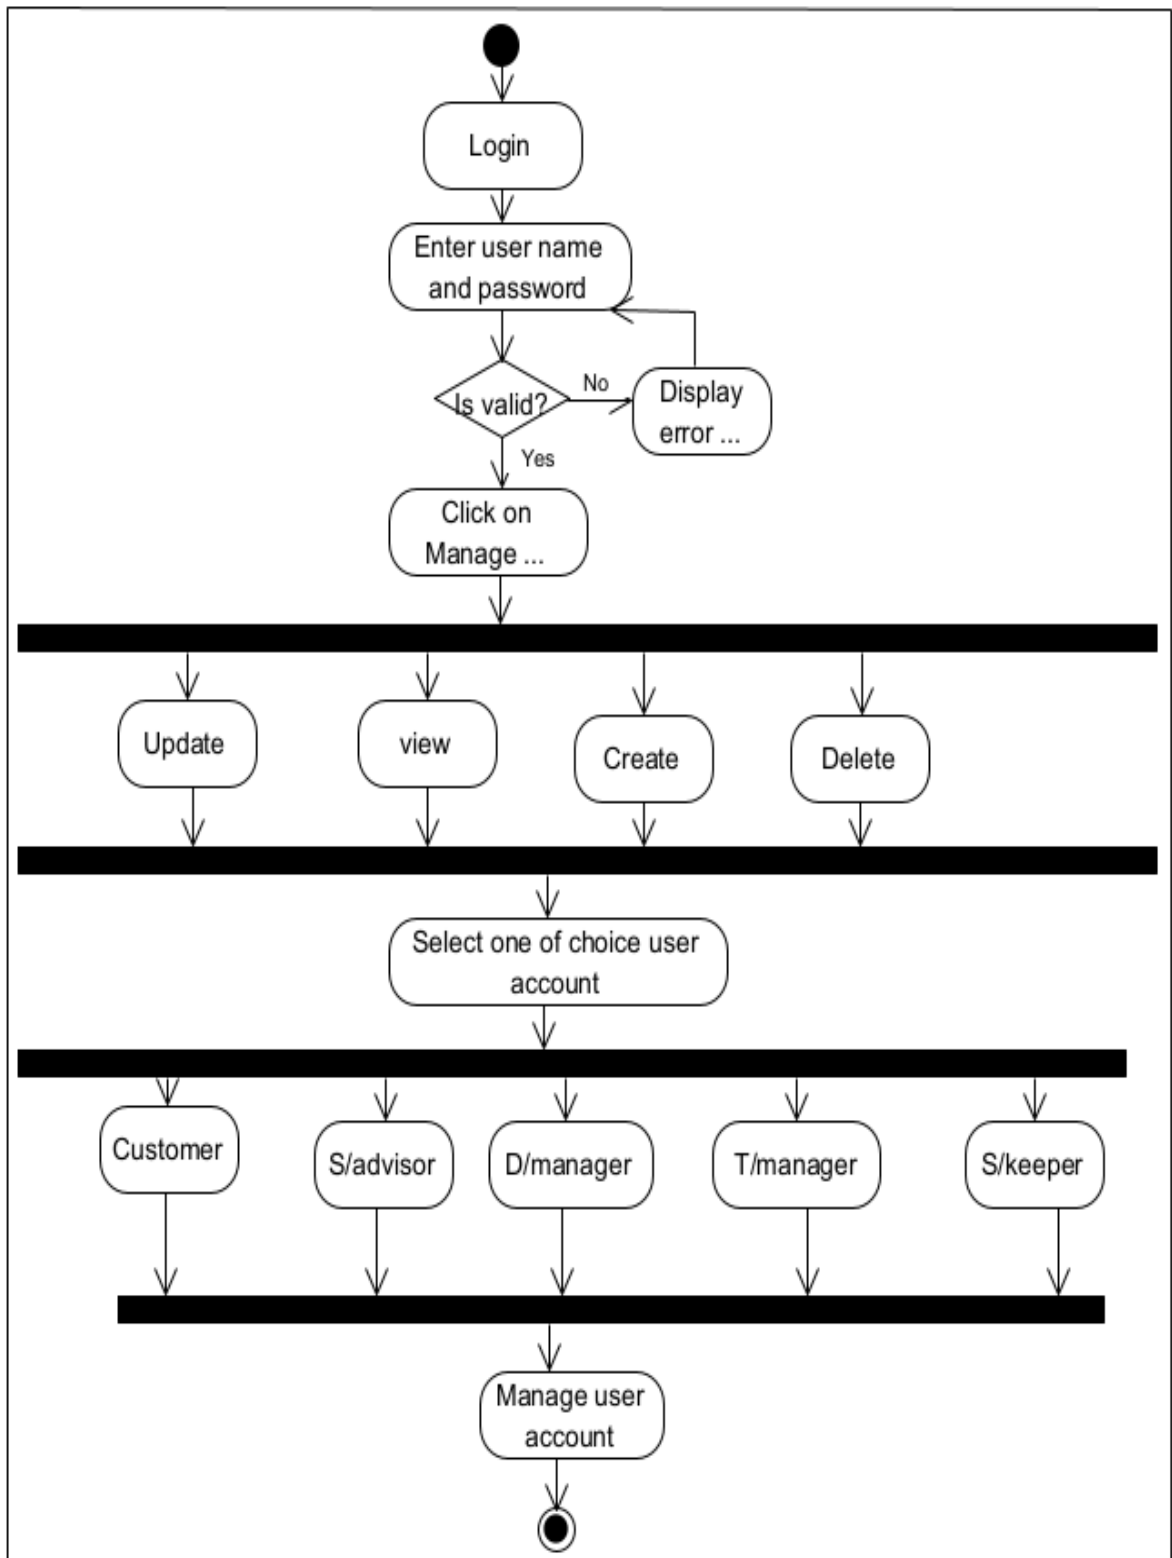 Login
Enter user name
and password
Is valid?
No
Display
error ...
Yes
Click on
Manage ...
Update
view
Create
Delete
Select one of choice user
account
Customer
S/advisor
D/manager
T/manager
S/keeper
Manage user
account